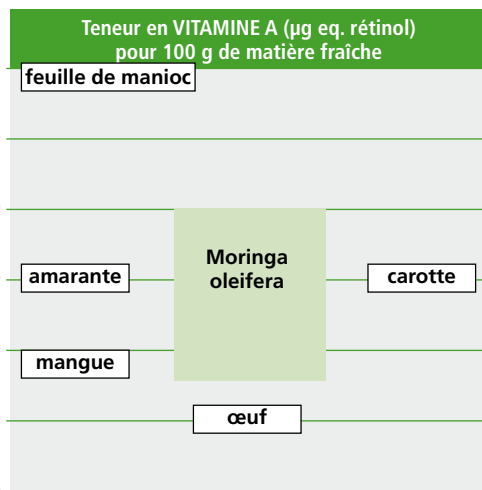 Teneur en VITAMINE A (µg eq. rétinol)
pour 100 g de matière fraîche
feuille de manioc
Moringa
oleifera
amarante
carotte
mangue
œuf